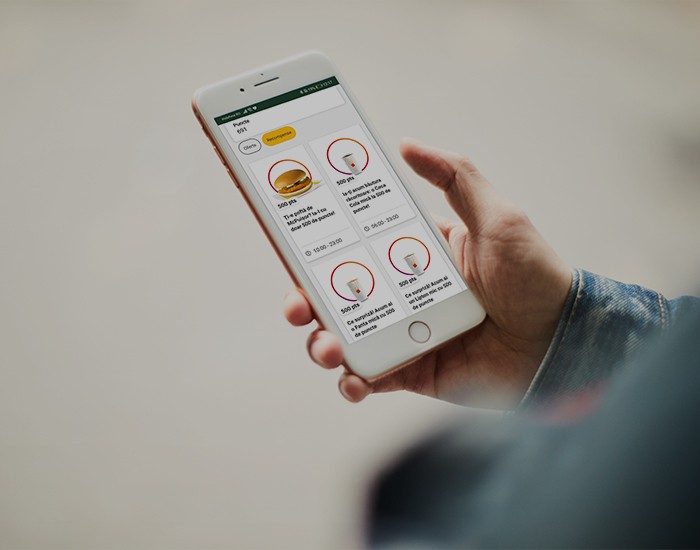 Puncte
691
Oferte
Recompense
500 pts
Ți-e poftă de
McPuișor? Ia-l cu
doar 500 de puncte!
10:00 - 23:00
500 pts
Ia-ți acum băutura
răcoritoare: o Coca
Cola mică la 500 de
puncte!
06:00 - 23:00
500 pts
Ce surpriză! Acum ai
o Fanta mică cu 500
de puncte
500 pts
Ce surpriză! Acum ai
un Lipton mic cu 500
de puncte